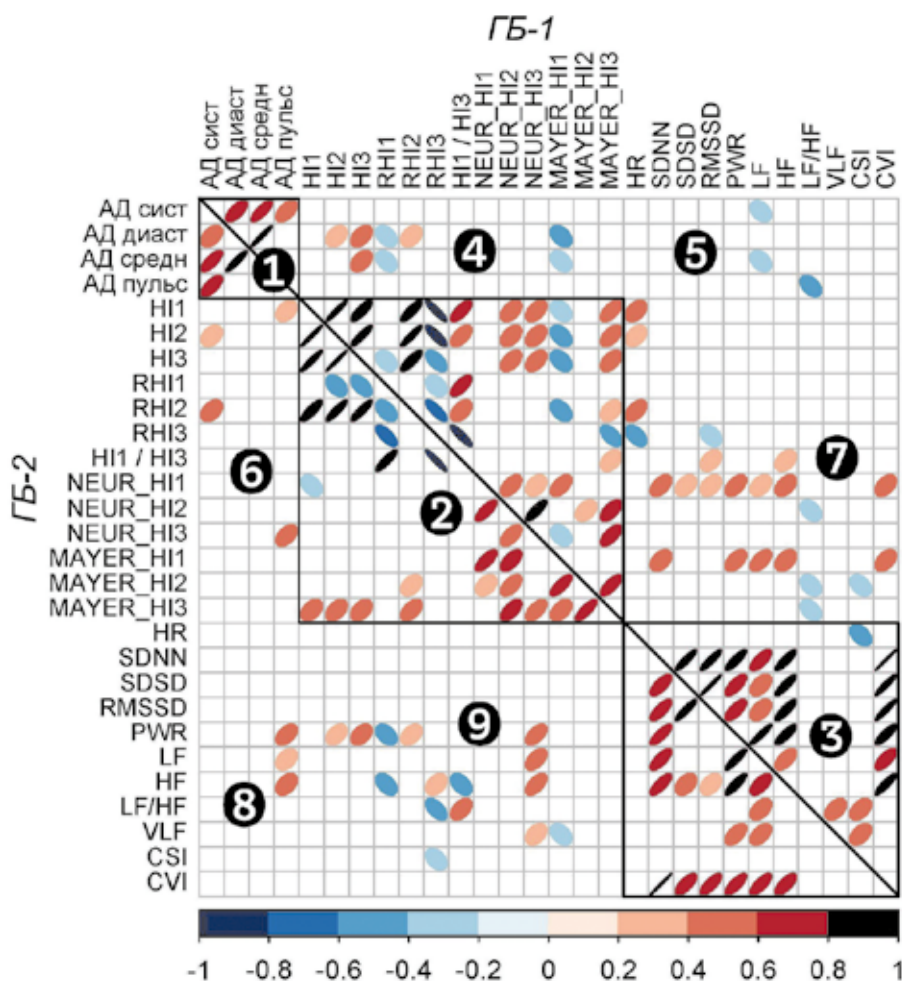 ГБ-1
АД сист
АД диаст
АД средн
АД пульс
HI1
HI2
HI3
RHI1
RHI2
RHI3
HI1 / HI3
NEUR_HI1
NEUR_HI2
NEUR_HI3
MAYER_HI1
MAYER_HI2
MAYER_HI3
HR
SDNN
SDSD
RMSSD
PWR
LF
HF
LF/HF
VLF
CSI
CVI
ГБ-2
АД сист
АД диаст
АД средн
АД пульс
HI1
HI2
HI3
RHI1
RHI2
RHI3
HI1 / HI3
NEUR_HI1
NEUR_HI2
NEUR_HI3
MAYER_HI1
MAYER_HI2
MAYER_HI3
HR
SDNN
SDSD
RMSSD
PWR
LF
HF
LF/HF
VLF
CSI
CVI
1
4
5
6
7
2
9
3
8
-1 -0.8 -0.6 -0.4 -0.2 0 0.2 0.4 0.6 0.8 1